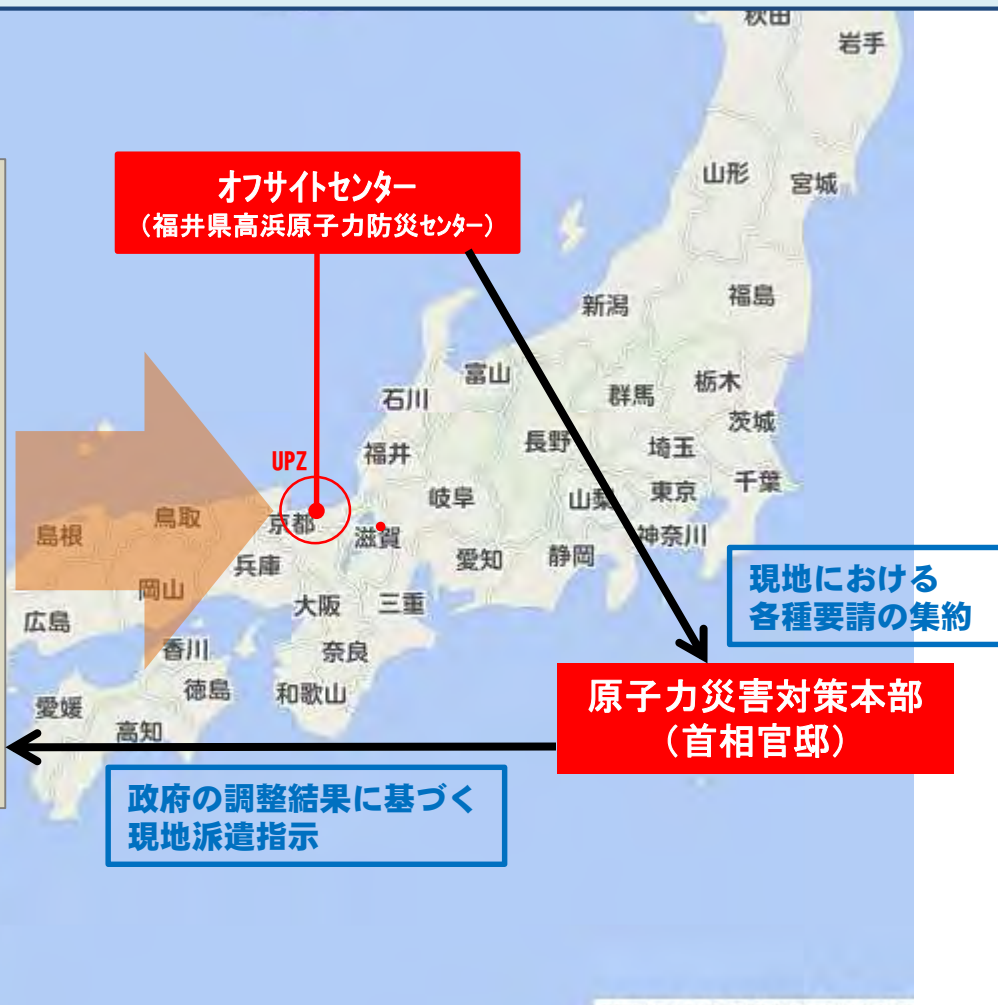 秋田
岩手
山形
宮城
オフサイトセンター
（福井県高浜原子力防災センター）
新潟
福島
富山
石川
群馬
栃木
茨城
福井
長野
埼玉
UPZ
岐阜
山梨
東京
千葉
島根
鳥取
京都
滋賀
神奈川
兵庫
愛知
静岡
岡山
大阪
三重
広島
香川
奈良
現地における
各種要請の集約
愛媛
徳島
和歌山
高知
原子力災害対策本部
（首相官邸）
政府の調整結果に基づく
現地派遣指示